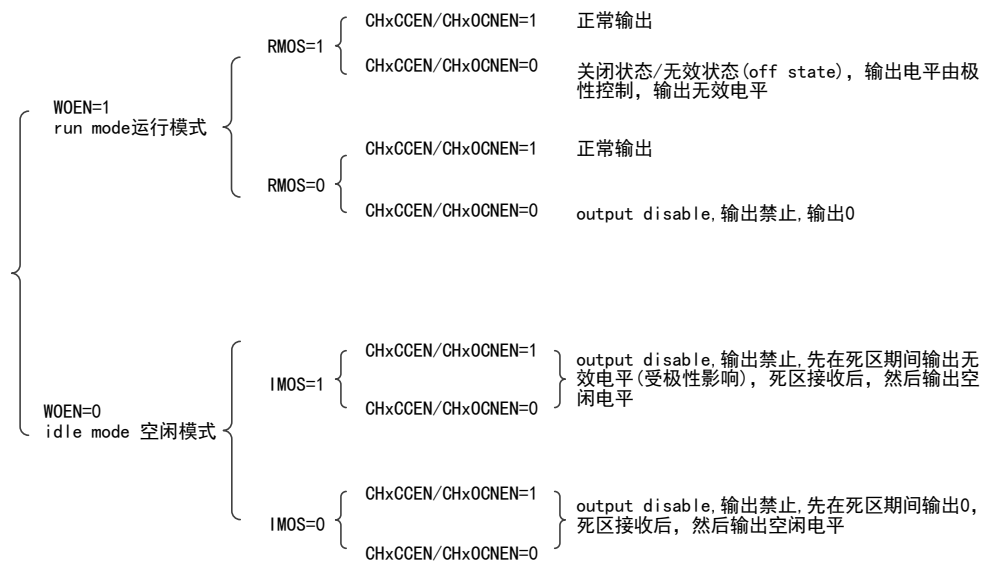 WOEN=1
run mode运行模式
RMOS=1
CHxCCEN/CHxOCNEN=1
正常输出
CHxCCEN/CHxOCNEN=0
关闭状态/无效状态(off state), 输出电平由极
性控制, 输出无效电平
RMOS=0
CHxCCEN/CHxOCNEN=1
正常输出
CHxCCEN/CHxOCNEN=0
output disable,输出禁止,输出0
WOEN=0
idle mode 空闲模式
IMOS=1
CHxCCEN/CHxOCNEN=1
CHxCCEN/CHxOCNEN=0
output disable,输出禁止,先在死区期间输出无
效电平(受极性影响), 死区接收后, 然后输出空
闲电平
IMOS=0
CHxCCEN/CHxOCNEN=1
CHxCCEN/CHxOCNEN=0
output disable,输出禁止,先在死区期间输出0,
死区接收后, 然后输出空闲电平